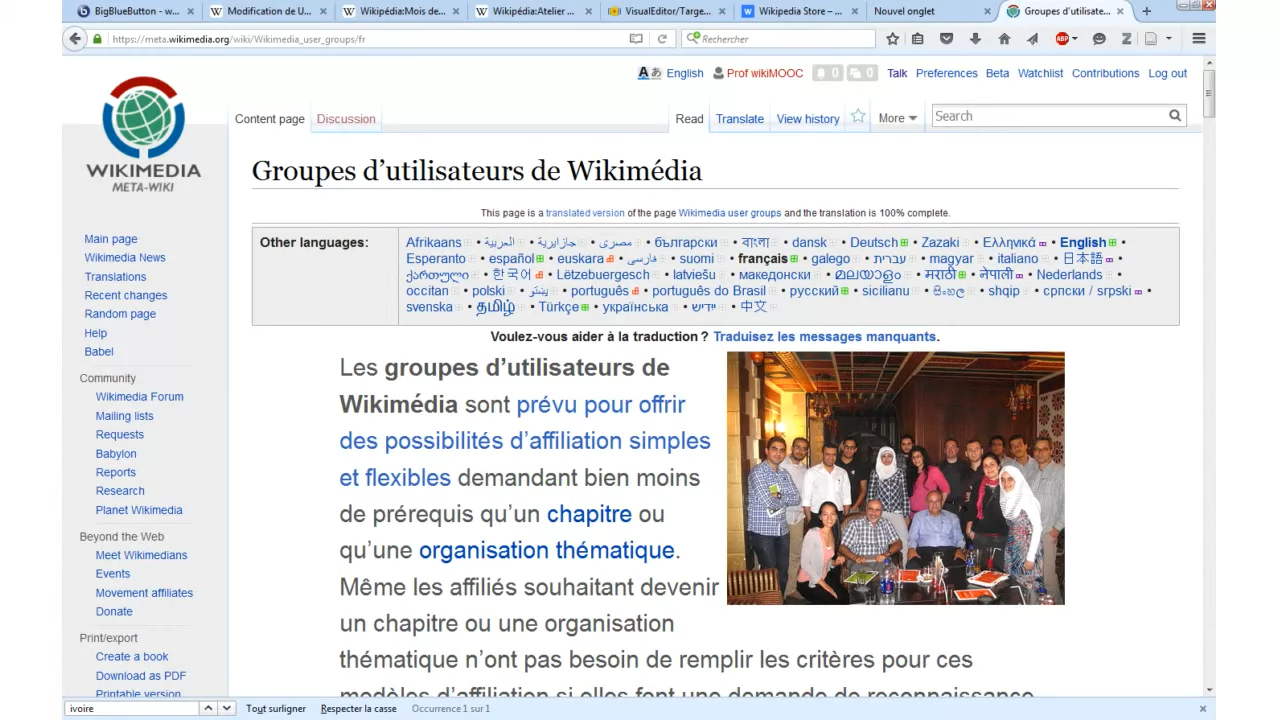 BigBlueButton - w...
Modification de U...
Wikipédia:Mois de...
Wikipédia:Atelier ...
VisualEditor/Targe...
Wikipedia Store – ...
Nouvel onglet
Groupes d'utilisate...
https://meta.wikimedia.org/wiki/Wikimedia_user_groups/fr
Rechercher
ABP
English Prof wikiMOOC 0 0 Talk Preferences Beta Watchlist Contributions Log out
Content page Discussion Read Translate View history More Search
WIKIMEDIA
META-WIKI
Main page
Wikimedia News
Translations
Recent changes
Random page
Help
Babel
Community
Wikimedia Forum
Mailing lists
Requests
Babylon
Reports
Research
Planet Wikimedia
Beyond the Web
Meet Wikimedians
Events
Movement affiliates
Donate
Print/export
Create a book
Download as PDF
Printable version
Groupes d’utilisateurs de Wikimédia
This page is a translated version of the page Wikimedia user groups and the translation is 100% complete.
Other languages:
Afrikaans • العربية • جازايرية • مصرى • български • বাংলা • dansk • Deutsch • Zazaki • Ελληνικά • English •
Esperanto • español • euskara • فارسی • suomi • français • galego • עברית • magyar • italiano • 日本語 •
ქართული • 한국어 • Lëtzebuergesch • latviešu • македонски • മലയാളം • मराठी • नेपाली • Nederlands •
occitan • polski • پښتو • português • português do Brasil • русский • sicilianu • සිංහල • shqip • српски / srpski •
svenska • தமிழ் • Türkçe • українська • ייִדיש • 中文
Voulez-vous aider à la traduction ? Traduisez les messages manquants.
Les groupes d’utilisateurs de
Wikimédia sont prévu pour offrir
des possibilités d’affiliation simples
et flexibles demandant bien moins
de prérequis qu’un chapitre ou
qu’une organisation thématique.
Même les affiliés souhaitant devenir
un chapitre ou une organisation
thématique n’ont pas besoin de remplir les critères pour ces
modèles d’affiliation si elles font une demande de reconnaissance
ivoire
Tout surligner
Respecter la casse
Occurrence 1 sur 1